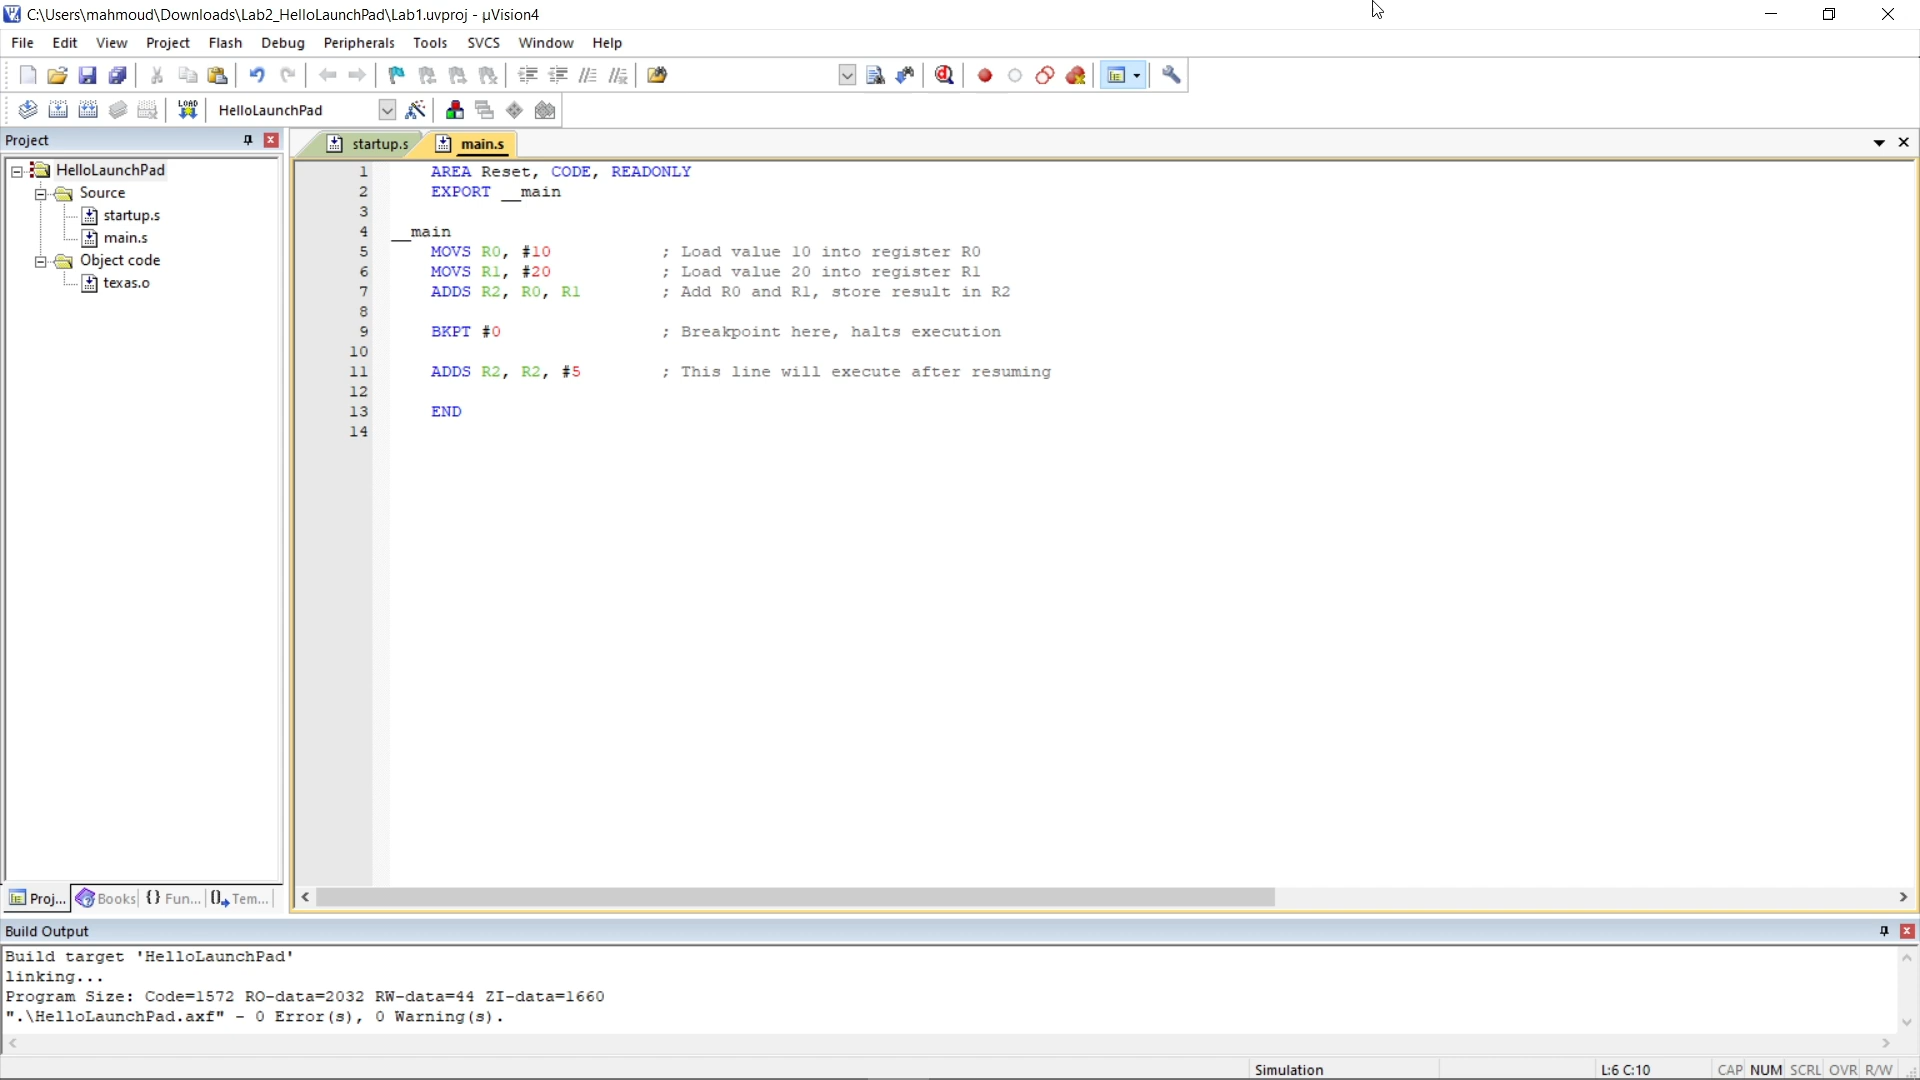 C:\Users\mahmoud\Downloads\Lab2_HelloLaunchPad\Lab1.uvproj - µVision4
File Edit View Project Flash Debug Peripherals Tools SVCS Window Help
LOAD HelloLaunchPad
Project
startup.s main.s
HelloLaunchPad
Source
startup.s
main.s
Object code
texas.o
1 AREA Reset, CODE, READONLY
2 EXPORT __main
3
4 __main
5 MOVS R0, #10 ; Load value 10 into register R0
6 MOVS R1, #20 ; Load value 20 into register R1
7 ADDS R2, R0, R1 ; Add R0 and R1, store result in R2
8
9 BKPT #0 ; Breakpoint here, halts execution
10
11 ADDS R2, R2, #5 ; This line will execute after resuming
12
13 END
14
Proj... Books {} Fun... Tem...
Build Output
Build target 'HelloLaunchPad'
linking...
Program Size: Code=1572 RO-data=2032 RW-data=44 ZI-data=1660
".\HelloLaunchPad.axf" - 0 Error(s), 0 Warning(s).
Simulation L:6 C:10 CAP NUM SCRL OVR R/W